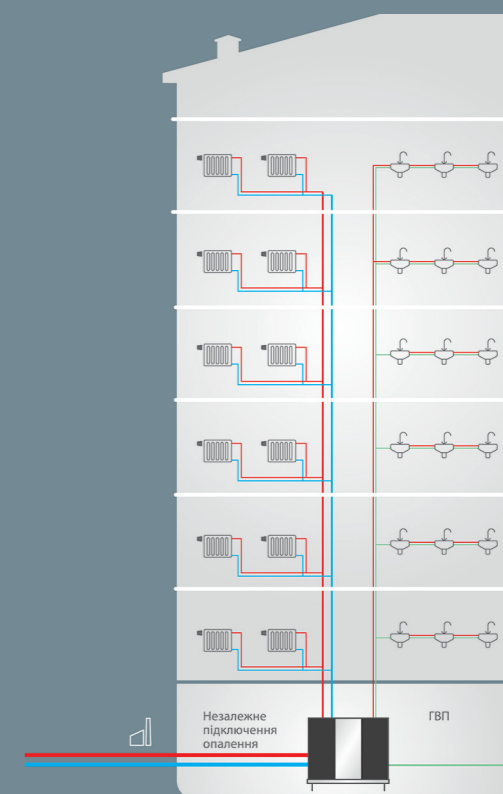 Незалежне
підключення
опалення
ГВП